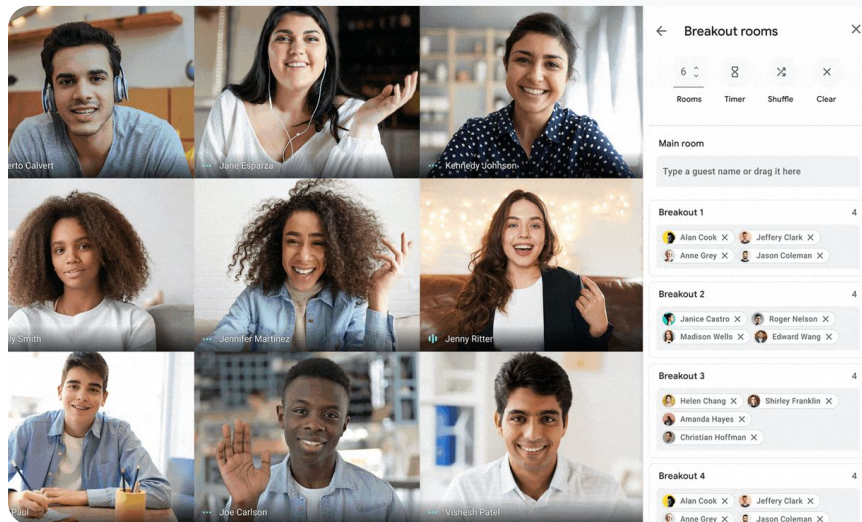 erto Calvert
Jane Esparza
Kennedy Johnson
ly Smith
Jennifer Martinez
Jenny Ritter
Paul
Joe Carlson
Vishesh Patel
Breakout rooms
6
Rooms
Timer
Shuffle
Clear
Main room
Type a guest name or drag it here
Breakout 1 4
Alan Cook Jeffery Clark
Anne Grey Jason Coleman
Breakout 2 4
Janice Castro Roger Nelson
Madison Wells Edward Wang
Breakout 3 4
Helen Chang Shirley Franklin
Amanda Hayes
Christian Hoffman
Breakout 4 4
Alan Cook Jeffery Clark
Anne Grey Jason Coleman